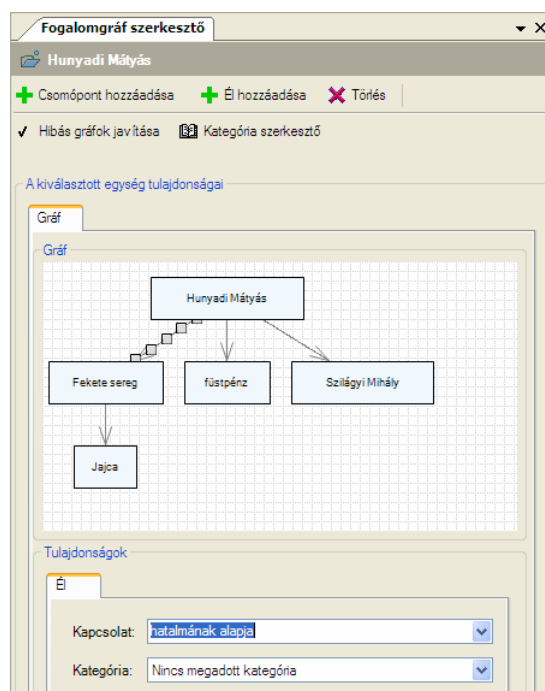 Fogalomgráf szerkesztő
Hunyadi Mátyás
Csomópont hozzáadása Él hozzáadása Törlés
Hibás gráfok javítása Kategória szerkesztő
A kiválasztott egység tulajdonságai
Gráf
Gráf
Hunyadi Mátyás
Fekete sereg füstpénz Szilágyi Mihály
Jajca
Tulajdonságok
Él
Kapcsolat: hatalmának alapja
Kategória: Nincs megadott kategória